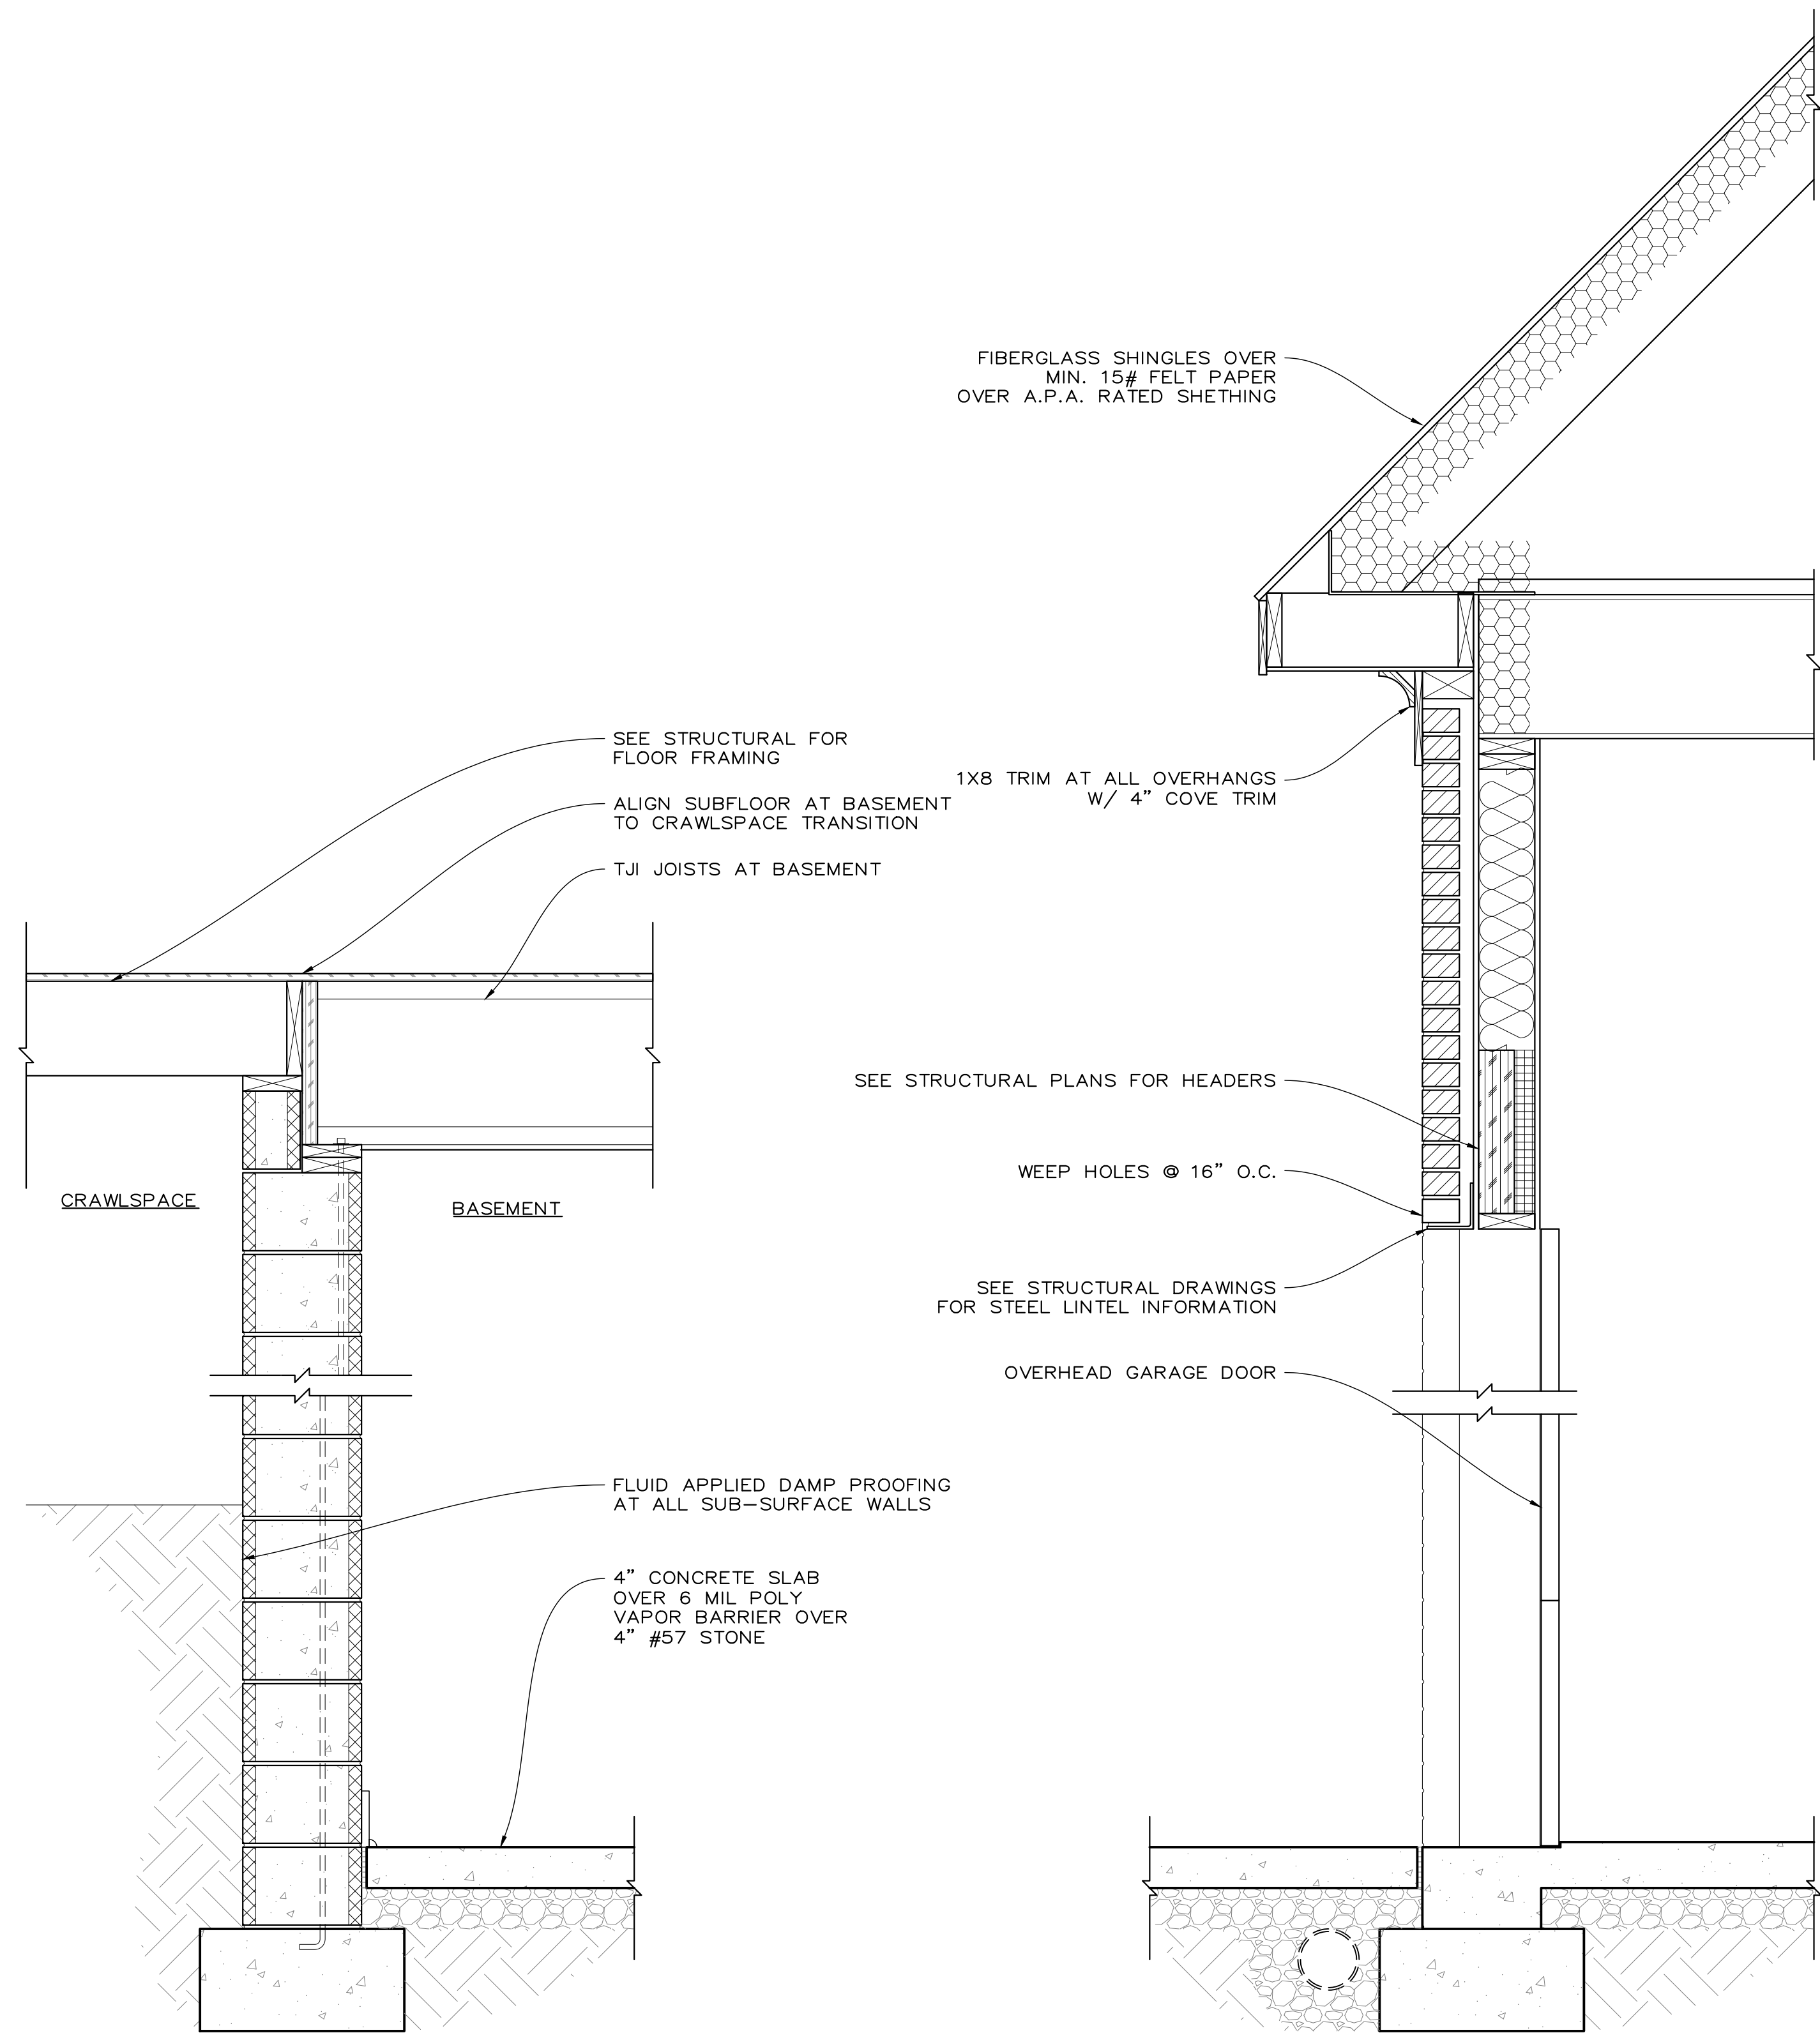 FIBERGLASS SHINGLES OVER
MIN. 15# FELT PAPER
OVER A.P.A. RATED SHETHING
SEE STRUCTURAL FOR
FLOOR FRAMING
ALIGN SUBFLOOR AT BASEMENT
TO CRAWLSPACE TRANSITION
TJI JOISTS AT BASEMENT
1X8 TRIM AT ALL OVERHANGS
W/ 4” COVE TRIM
CRAWLSPACE
BASEMENT
SEE STRUCTURAL PLANS FOR HEADERS
WEEP HOLES @ 16” O.C.
SEE STRUCTURAL DRAWINGS
FOR STEEL LINTEL INFORMATION
OVERHEAD GARAGE DOOR
FLUID APPLIED DAMP PROOFING
AT ALL SUB-SURFACE WALLS
4” CONCRETE SLAB
OVER 6 MIL POLY
VAPOR BARRIER OVER
4” #57 STONE